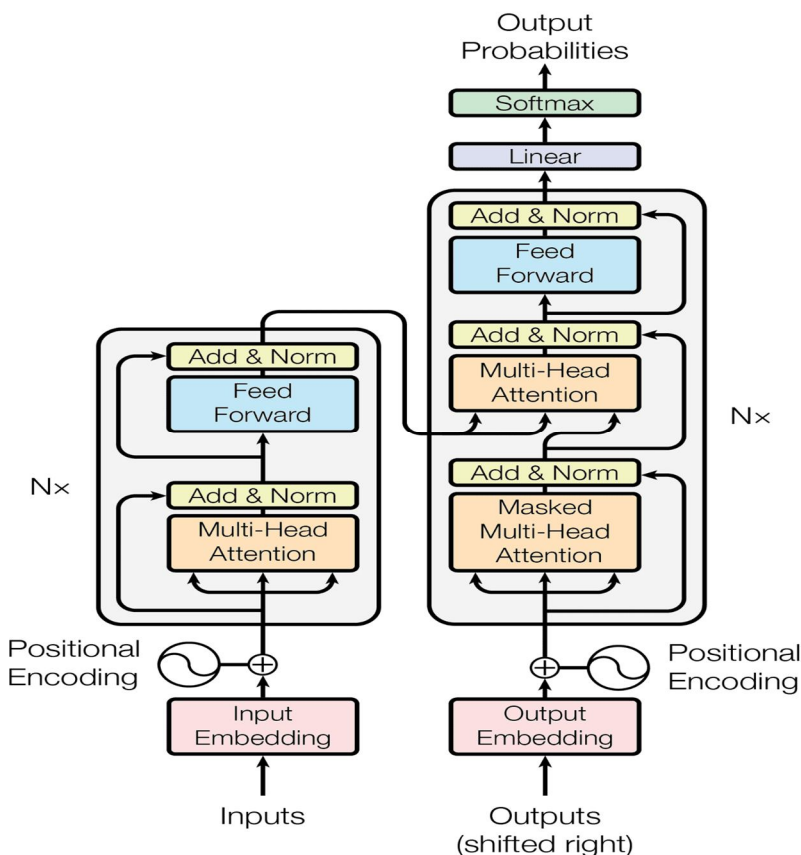 Output
Probabilities
Softmax
Linear
Add & Norm
Feed
Forward
Add & Norm
Multi-Head
Attention
Nx
Add & Norm
Masked
Multi-Head
Attention
Add & Norm
Feed
Forward
Nx
Add & Norm
Multi-Head
Attention
Positional
Encoding
Positional
Encoding
Input
Embedding
Output
Embedding
Inputs
Outputs
(shifted right)